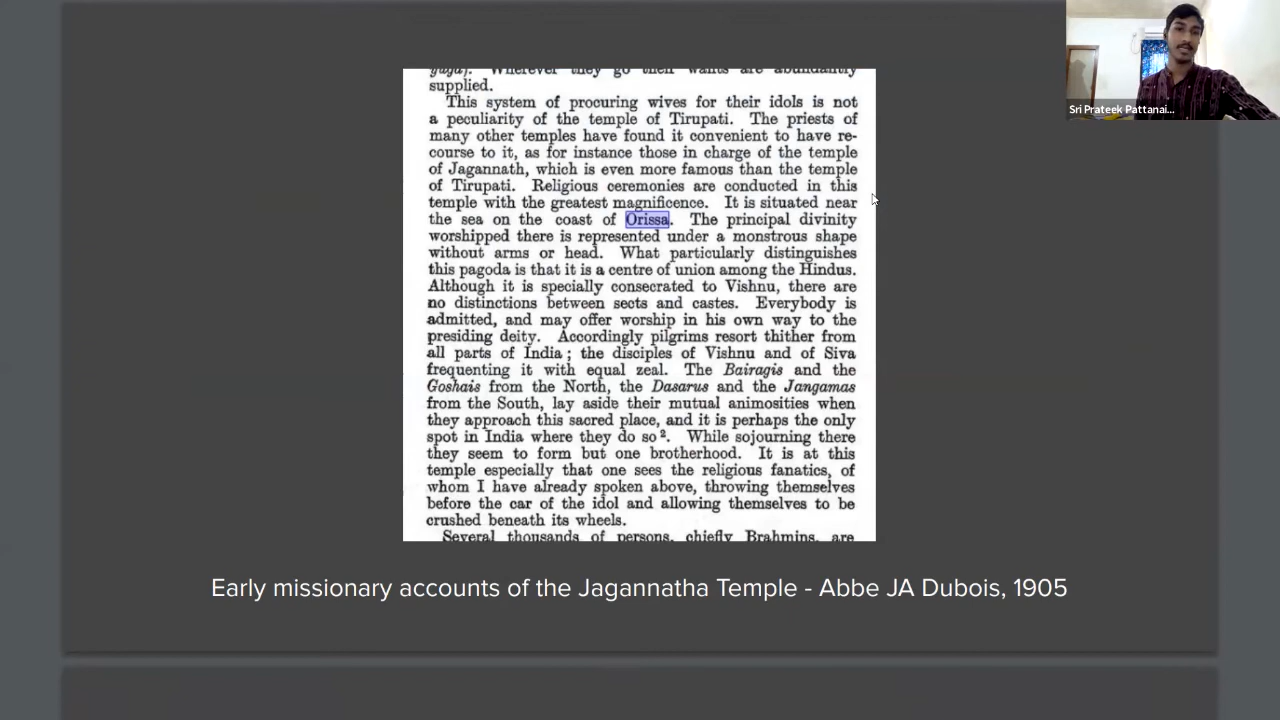 supplied.
This system of procuring wives for their idols is not
a peculiarity of the temple of Tirupati. The priests of
many other temples have found it convenient to have re-
course to it, as for instance those in charge of the temple
of Jagannath, which is even more famous than the temple
of Tirupati. Religious ceremonies are conducted in this
temple with the greatest magnificence. It is situated near
the sea on the coast of Orissa. The principal divinity
worshipped there is represented under a monstrous shape
without arms or head. What particularly distinguishes
this pagoda is that it is a centre of union among the Hindus.
Although it is specially consecrated to Vishnu, there are
no distinctions between sects and castes. Everybody is
admitted, and may offer worship in his own way to the
presiding deity. Accordingly pilgrims resort thither from
all parts of India ; the disciples of Vishnu and of Siva
frequenting it with equal zeal. The Bairagis and the
Goshais from the North, the Dasarus and the Jangamas
from the South, lay aside their mutual animosities when
they approach this sacred place, and it is perhaps the only
spot in India where they do so ². While sojourning there
they seem to form but one brotherhood. It is at this
temple especially that one sees the religious fanatics, of
whom I have already spoken above, throwing themselves
before the car of the idol and allowing themselves to be
crushed beneath its wheels.
Several thousands of persons, chiefly Brahmins, are
Early missionary accounts of the Jagannatha Temple - Abbe JA Dubois, 1905
Sri Prateek Pattanai...